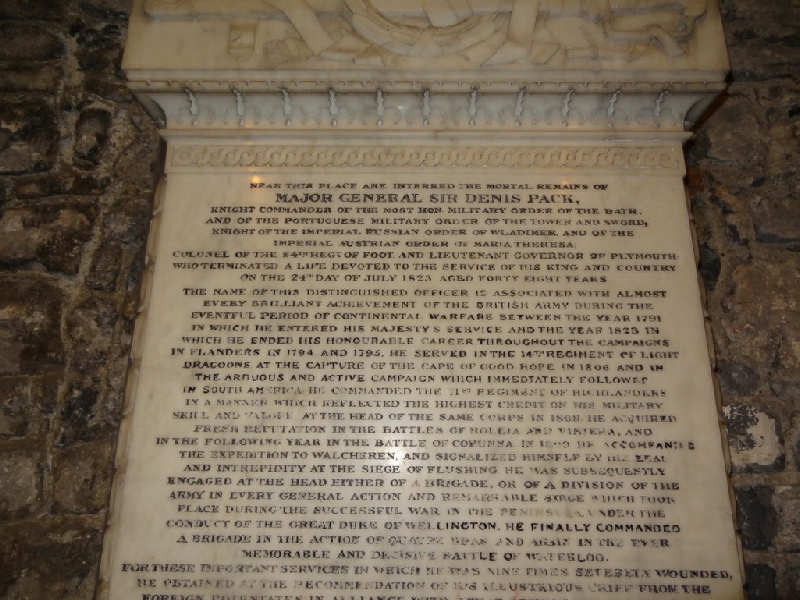 NEAR THIS PLACE ARE INTERRED THE MORTAL REMAINS OF
MAJOR GENERAL SIR DENIS PACK,
KNIGHT COMMANDER OF THE MOST HON. MILITARY ORDER OF THE BATH,
AND OF THE PORTUGUESE MILITARY ORDER OF THE TOWER AND SWORD,
KNIGHT OF THE IMPERIAL RUSSIAN ORDER OF WLADIMER, AND OF THE
IMPERIAL AUSTRIAN ORDER OF MARIA THERESA;
COLONEL OF THE 84TH REGT OF FOOT, AND LIEUTENANT GOVERNOR OF PLYMOUTH.
WHO TERMINATED A LIFE DEVOTED TO THE SERVICE OF HIS KING AND COUNTRY
ON THE 24TH DAY OF JULY 1823 AGED FORTY EIGHT YEARS
THE NAME OF THIS DISTINGUISHED OFFICER IS ASSOCIATED WITH ALMOST
EVERY BRILLIANT ACHIEVEMENT OF THE BRITISH ARMY DURING THE
EVENTFUL PERIOD OF CONTINENTAL WARFARE BETWEEN THE YEAR 1791
IN WHICH HE ENTERED HIS MAJESTY'S SERVICE AND THE YEAR 1823 IN
WHICH HE ENDED HIS HONOURABLE CAREER THROUGHOUT THE CAMPAIGNS
IN FLANDERS IN 1794 AND 1795, HE SERVED IN THE 14TH REGIMENT OF LIGHT
DRAGOONS AT THE CAPTURE OF THE CAPE OF GOOD HOPE IN 1806 AND IN
THE ARDUOUS AND ACTIVE CAMPAIGN WHICH IMMEDIATELY FOLLOWED
IN SOUTH AMERICA HE COMMANDED THE 71ST REGIMENT OF HIGHLANDERS
IN A MANNER WHICH REFLECTED THE HIGHEST CREDIT ON HIS MILITARY
SKILL AND VALOUR. AT THE HEAD OF THE SAME CORPS IN 1808 HE ACQUIRED
FRESH REPUTATION IN THE BATTLES OF ROLEIA AND VIMIERA, AND
IN THE FOLLOWING YEAR IN THE BATTLE OF CORUNNA IN 1809 HE ACCOMPANIED
THE EXPEDITION TO WALCHEREN, AND SIGNALIZED HIMSELF BY HIS ZEAL
AND INTREPIDITY AT THE SIEGE OF FLUSHING HE WAS SUBSEQUENTLY
ENGAGED AT THE HEAD EITHER OF A BRIGADE, OR OF A DIVISION OF THE
ARMY IN EVERY GENERAL ACTION AND REMARKABLE SIEGE WHICH TOOK
PLACE DURING THE SUCCESSFUL WAR IN THE PENINSULA UNDER THE
CONDUCT OF THE GREAT DUKE OF WELLINGTON. HE FINALLY COMMANDED
A BRIGADE IN THE ACTION OF QUATRE BRAS AND AGAIN IN THE EVER
MEMORABLE AND DECISIVE BATTLE OF WATERLOO.
FOR THESE IMPORTANT SERVICES IN WHICH HE WAS NINE TIMES SEVERELY WOUNDED,
HE OBTAINED AT THE RECOMMENDATION OF HIS ILLUSTRIOUS CHIEF FROM THE
FOREIGN POTENTATES IN ALLIANCE WITH